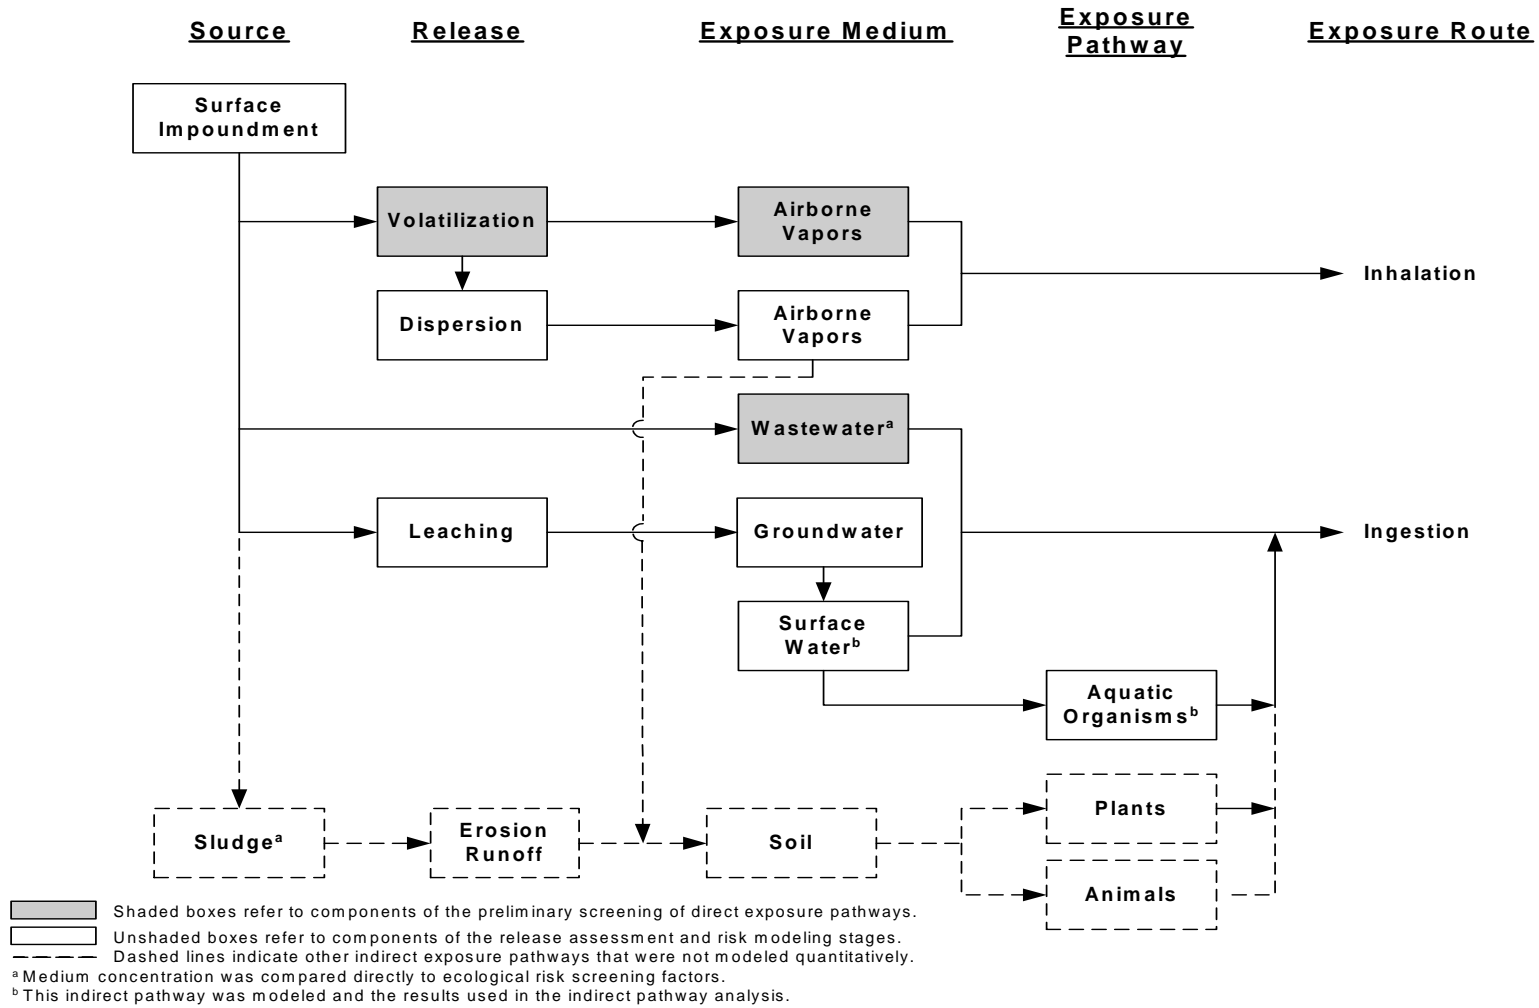 Source
Release
Exposure Medium
Exposure
Pathway
Exposure Route
Surface
Impoundment
Volatilization
Airborne
Vapors
Inhalation
Dispersion
Airborne
Vapors
Wastewaterᵃ
Leaching
Groundwater
Ingestion
Surface
Waterᵇ
Aquatic
Organismsᵇ
Plants
Sludgeᵃ
Erosion
Runoff
Soil
Animals
Shaded boxes refer to components of the preliminary screening of direct exposure pathways.
Unshaded boxes refer to components of the release assessment and risk modeling stages.
Dashed lines indicate other indirect exposure pathways that were not modeled quantitatively.
ᵃ Medium concentration was compared directly to ecological risk screening factors.
ᵇ This indirect pathway was modeled and the results used in the indirect pathway analysis.